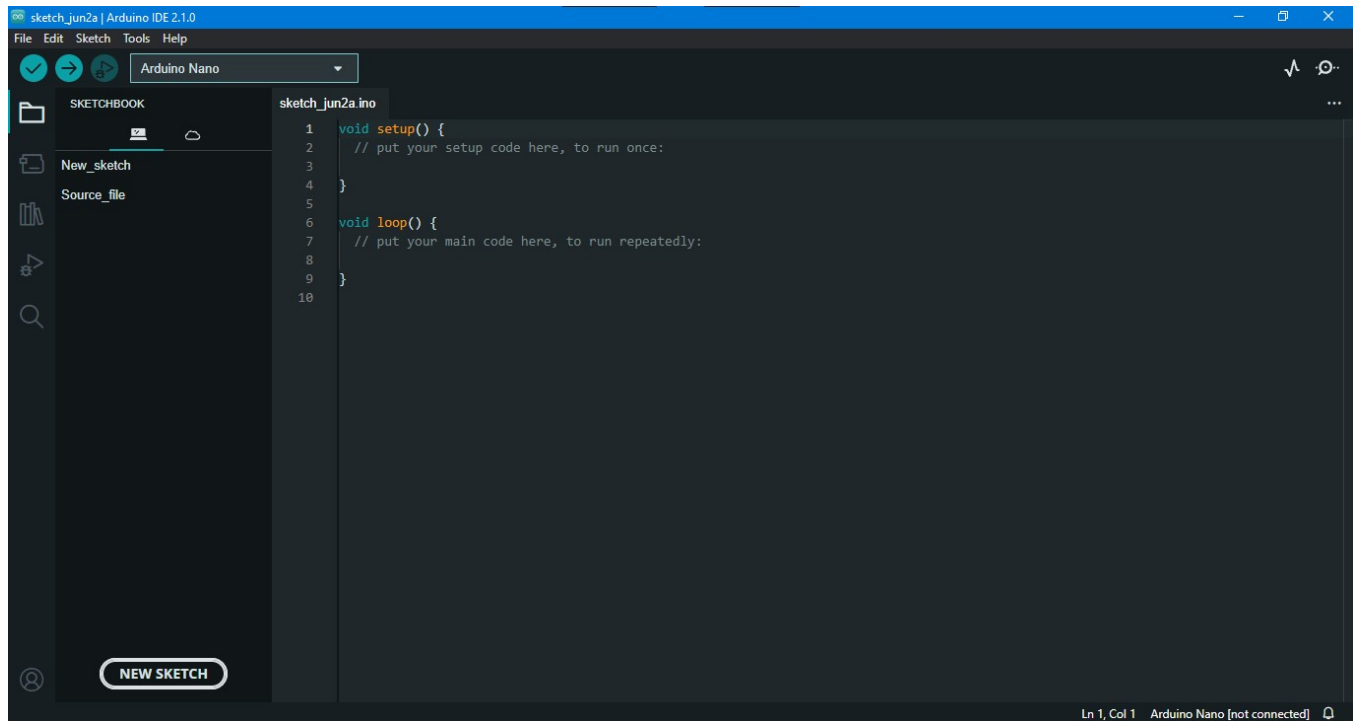 sketch_jun2a | Arduino IDE 2.1.0
File Edit Sketch Tools Help
Arduino Nano
SKETCHBOOK
New_sketch
Source_file
NEW SKETCH
sketch_jun2a.ino
1 void setup() {
2 // put your setup code here, to run once:
3
4 }
5
6 void loop() {
7 // put your main code here, to run repeatedly:
8
9 }
10
Ln 1, Col 1 Arduino Nano [not connected]